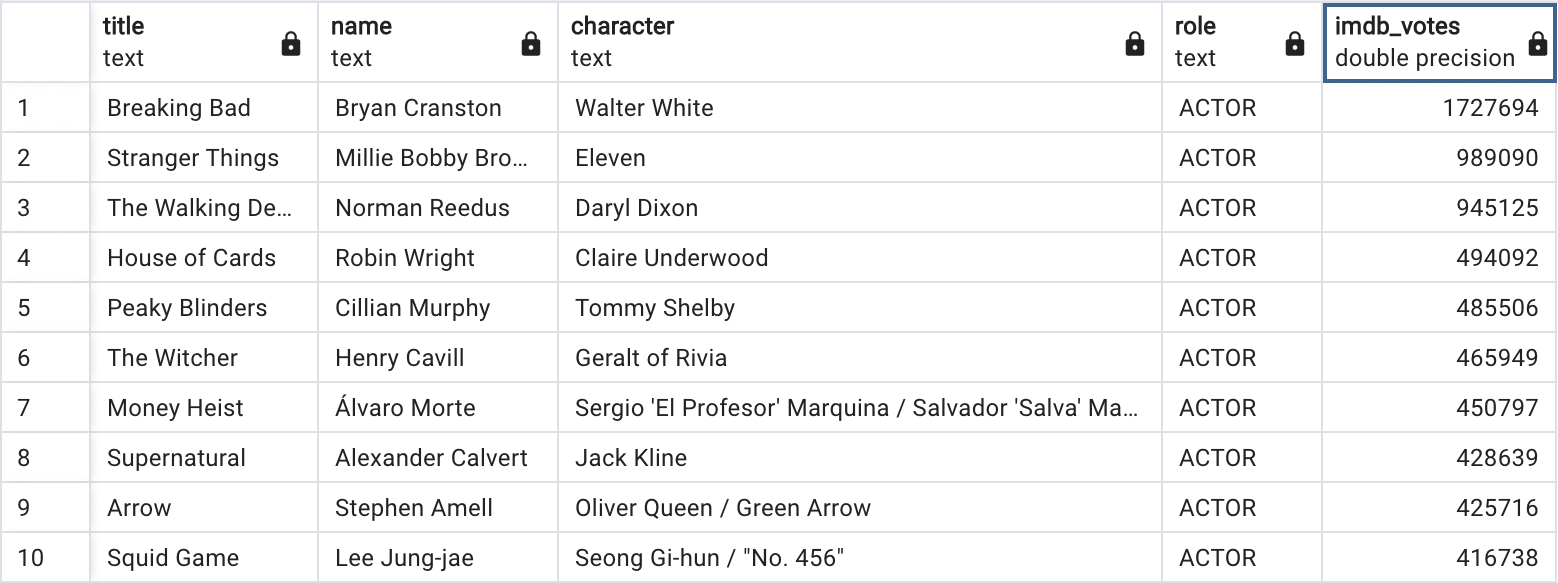 title name character role imdb_votes
text text text text double precision
1 Breaking Bad Bryan Cranston Walter White ACTOR 1727694
2 Stranger Things Millie Bobby Bro... Eleven ACTOR 989090
3 The Walking De... Norman Reedus Daryl Dixon ACTOR 945125
4 House of Cards Robin Wright Claire Underwood ACTOR 494092
5 Peaky Blinders Cillian Murphy Tommy Shelby ACTOR 485506
6 The Witcher Henry Cavill Geralt of Rivia ACTOR 465949
7 Money Heist Álvaro Morte Sergio 'El Profesor' Marquina / Salvador 'Salva' Ma... ACTOR 450797
8 Supernatural Alexander Calvert Jack Kline ACTOR 428639
9 Arrow Stephen Amell Oliver Queen / Green Arrow ACTOR 425716
10 Squid Game Lee Jung-jae Seong Gi-hun / "No. 456" ACTOR 416738